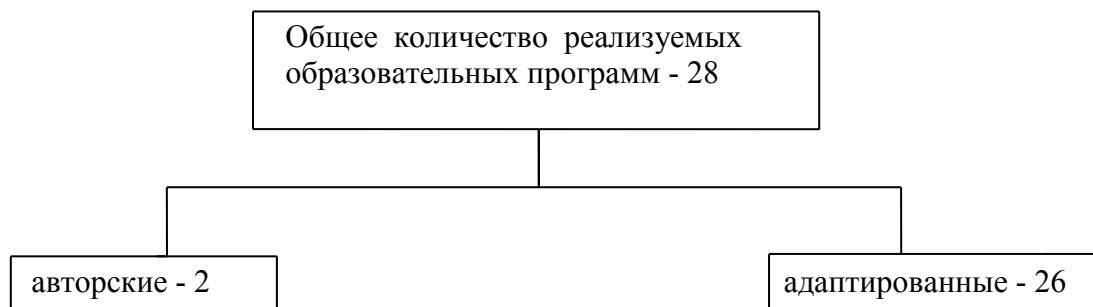 Общее количество реализуемых
образовательных программ - 28
авторские - 2
адаптированные - 26